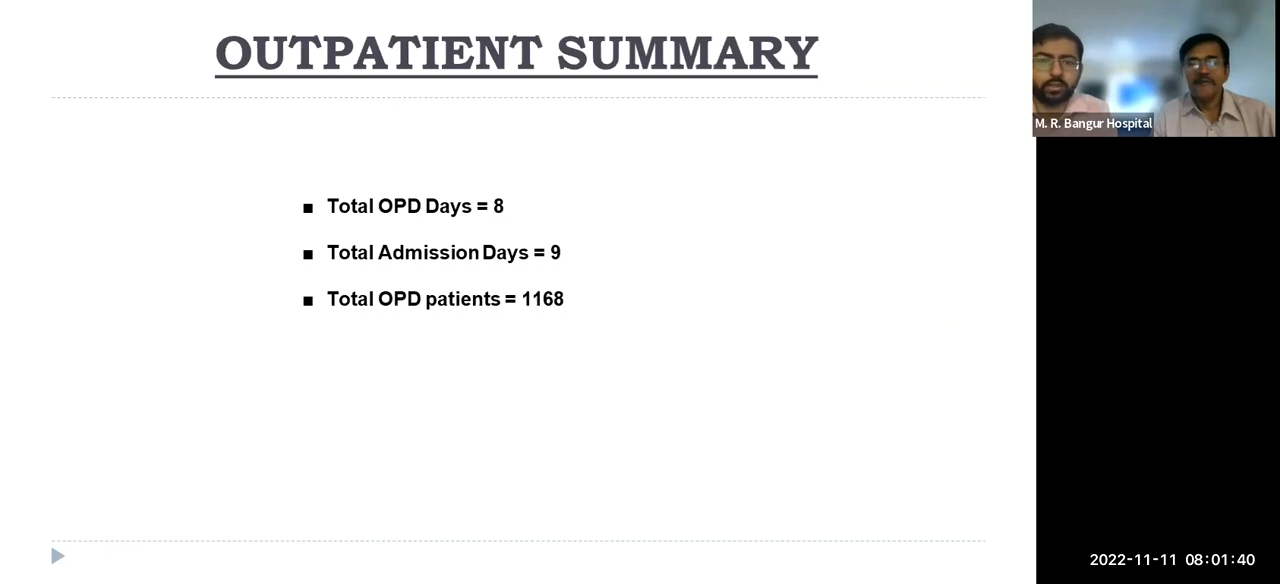 OUTPATIENT SUMMARY
Total OPD Days = 8
Total Admission Days = 9
Total OPD patients = 1168
M. R. Bangur Hospital
2022-11-11 08:01:40